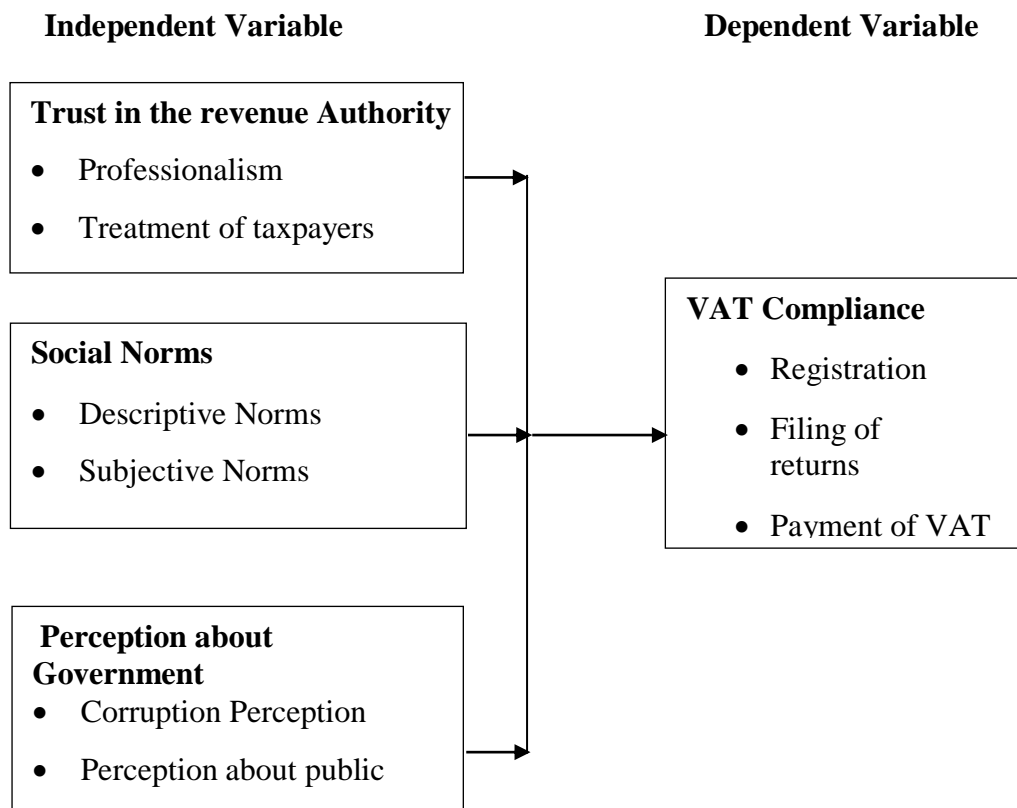 Independent Variable
Dependent Variable
Trust in the revenue Authority
• Professionalism
• Treatment of taxpayers
Social Norms
• Descriptive Norms
• Subjective Norms
Perception about
Government
• Corruption Perception
• Perception about public
VAT Compliance
• Registration
• Filing of
returns
• Payment of VAT